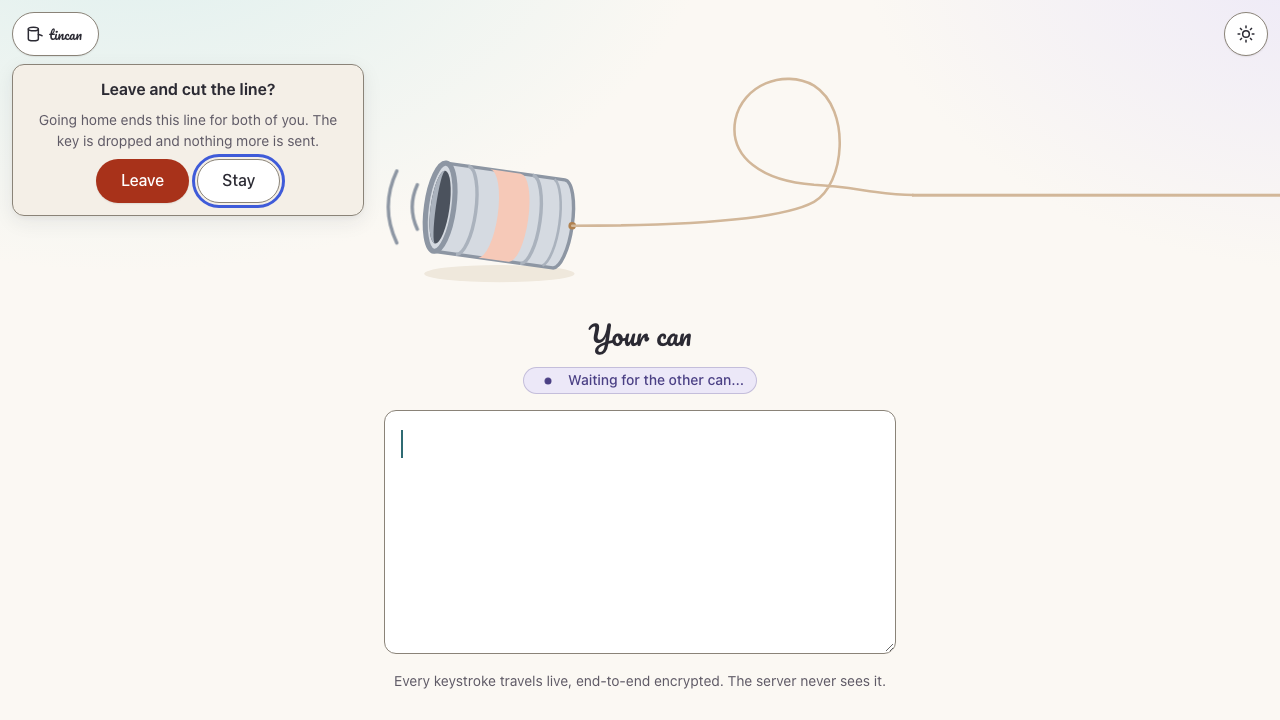 tincan
Leave and cut the line?
Going home ends this line for both of you. The
key is dropped and nothing more is sent.
Leave
Stay
Your can
Waiting for the other can...
Every keystroke travels live, end-to-end encrypted. The server never sees it.